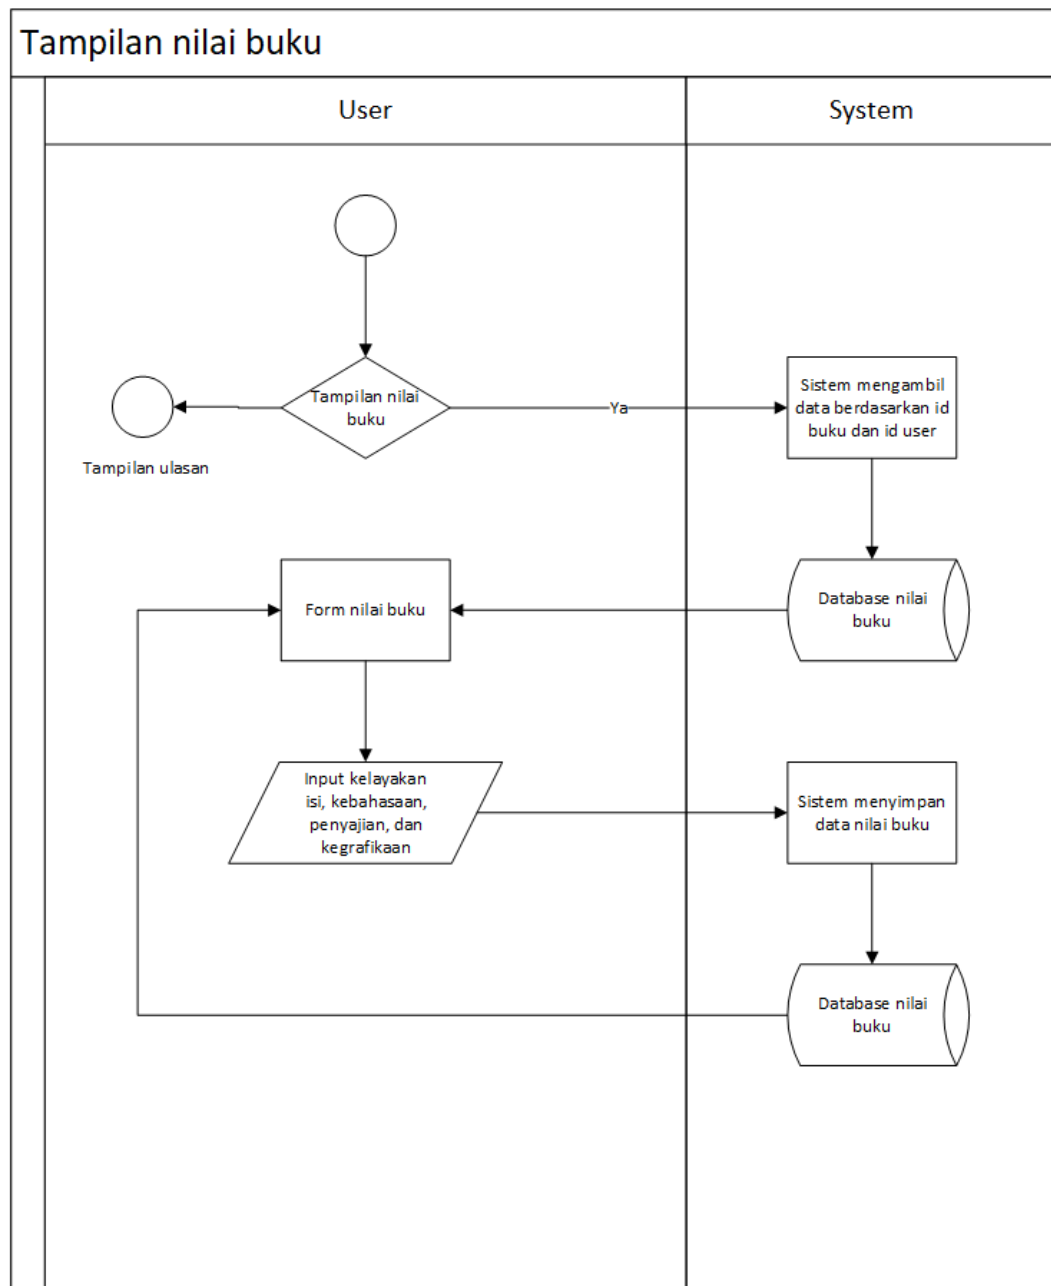 Tampilan nilai buku
User
System
Tampilan nilai
buku
Ya
Sistem mengambil
data berdasarkan id
buku dan id user
Tampilan ulasan
Form nilai buku
Database nilai
buku
Input kelayakan
isi, kebahasaan,
penyajian, dan
kegrafikaan
Sistem menyimpan
data nilai buku
Database nilai
buku